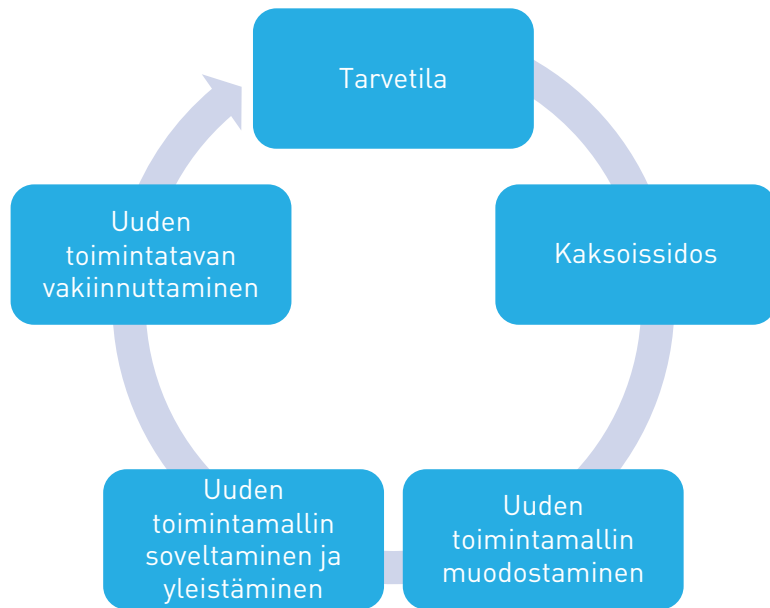 Tarvetila
Kaksoissidos
Uuden
toimintamallin
muodostaminen
Uuden
toimintamallin
soveltaminen ja
yleistäminen
Uuden
toimintatavan
vakiinnuttaminen